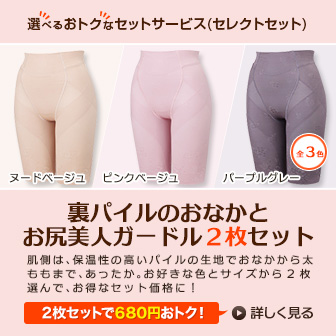 選べるおトクなセットサービス(セレクトセット)
全3色
ヌードベージュ ピンクベージュ パープルグレー
裏パイルのおなかと
お尻美人ガードル2枚セット
肌側は、保温性の高いパイルの生地でおなかから太
ももまで、あったか。お好きな色とサイズから2枚
選んで、お得なセット価格に！
2枚セットで680円おトク！ 詳しく見る